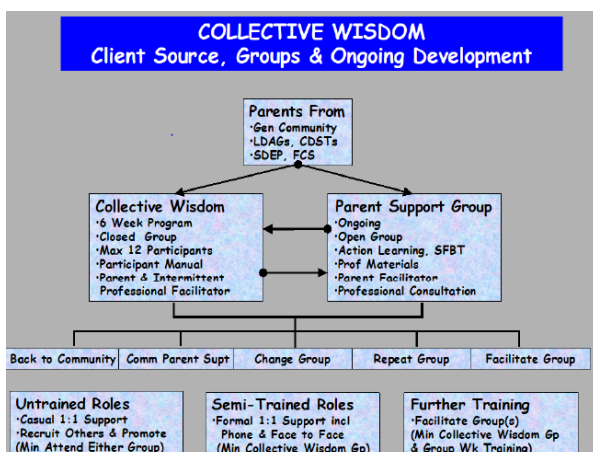 COLLECTIVE WISDOM
Client Source, Groups & Ongoing Development
Parents From
·Gen Community
·LDAGs, CDSTs
·SDEP, FCS
Collective Wisdom
·6 Week Program
·Closed Group
·Max 12 Participants
·Participant Manual
·Parent & Intermittent
Professional Facilitator
Parent Support Group
·Ongoing
·Open Group
·Action Learning, SFBT
·Prof Materials
·Parent Facilitator
·Professional Consultation
Back to Community
Comm Parent Supt
Change Group
Repeat Group
Facilitate Group
Untrained Roles
·Casual 1:1 Support
·Recruit Others & Promote
(Min Attend Either Group)
Semi-Trained Roles
·Formal 1:1 Support incl
Phone & Face to Face
(Min Collective Wisdom Gp)
Further Training
·Facilitate Group(s)
(Min Collective Wisdom Gp
& Group Wk Training)